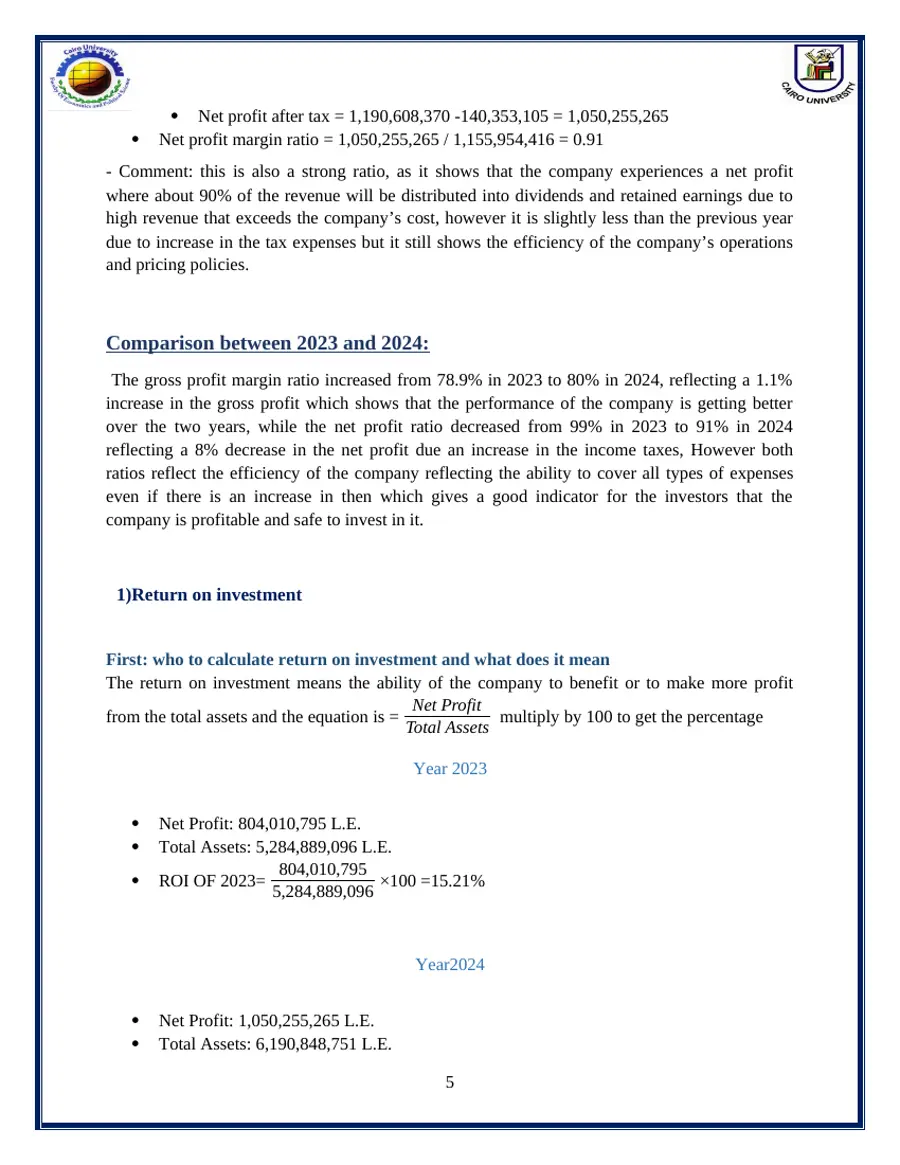 Cairo University
Faculty Of Economics and Political Science
CAIRO UNIVERSITY
• Net profit after tax = 1,190,608,370 -140,353,105 = 1,050,255,265
• Net profit margin ratio = 1,050,255,265 / 1,155,954,416 = 0.91
- Comment: this is also a strong ratio, as it shows that the company experiences a net profit
where about 90% of the revenue will be distributed into dividends and retained earnings due to
high revenue that exceeds the company’s cost, however it is slightly less than the previous year
due to increase in the tax expenses but it still shows the efficiency of the company’s operations
and pricing policies.
Comparison between 2023 and 2024:
The gross profit margin ratio increased from 78.9% in 2023 to 80% in 2024, reflecting a 1.1%
increase in the gross profit which shows that the performance of the company is getting better
over the two years, while the net profit ratio decreased from 99% in 2023 to 91% in 2024
reflecting a 8% decrease in the net profit due an increase in the income taxes, However both
ratios reflect the efficiency of the company reflecting the ability to cover all types of expenses
even if there is an increase in then which gives a good indicator for the investors that the
company is profitable and safe to invest in it.
1)Return on investment
First: who to calculate return on investment and what does it mean
The return on investment means the ability of the company to benefit or to make more profit
from the total assets and the equation is = Net Profit / Total Assets multiply by 100 to get the percentage
Year 2023
• Net Profit: 804,010,795 L.E.
• Total Assets: 5,284,889,096 L.E.
• ROI OF 2023= 804,010,795 / 5,284,889,096 ×100 =15.21%
Year2024
• Net Profit: 1,050,255,265 L.E.
• Total Assets: 6,190,848,751 L.E.
5